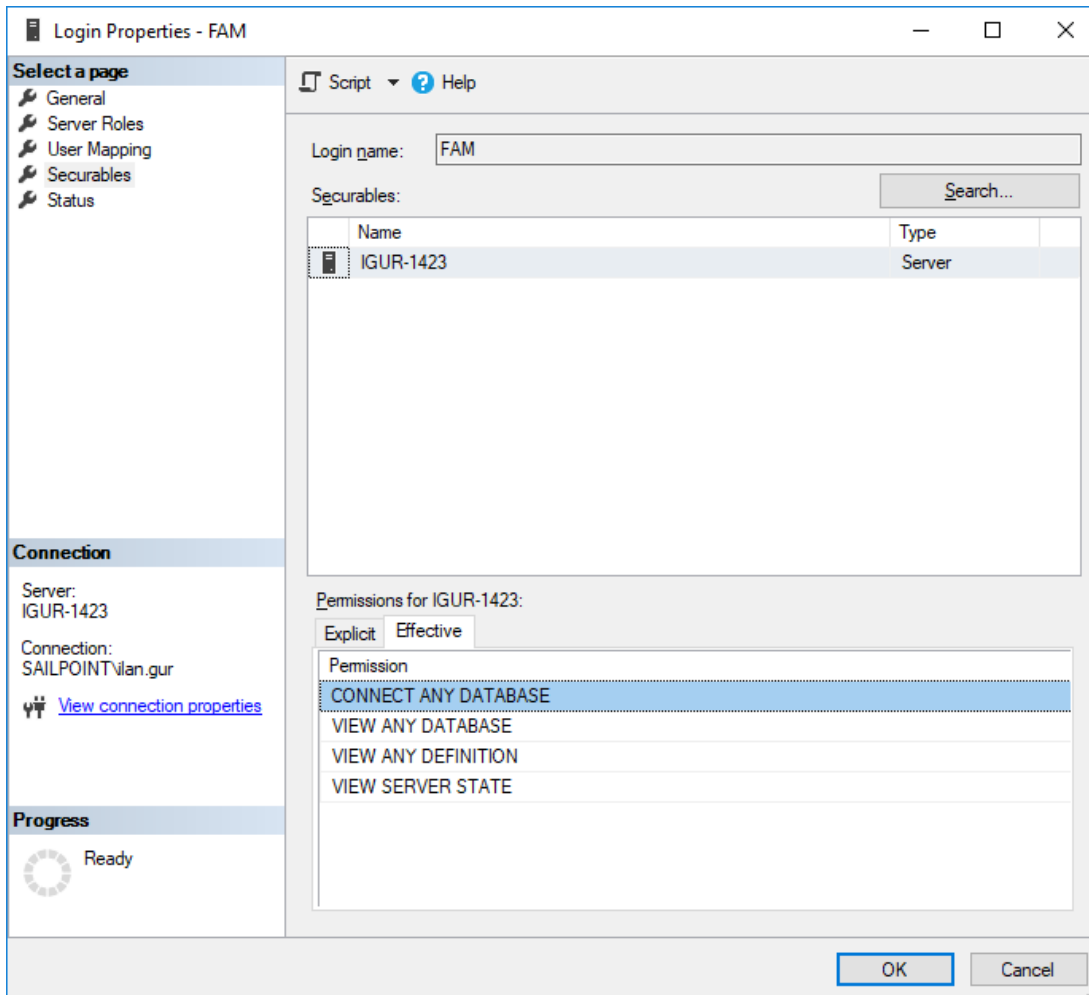 Login Properties - FAM
Select a page
General
Server Roles
User Mapping
Securables
Status
Script
Help
Login name:
FAM
Securables:
Search...
Name
Type
IGUR-1423
Server
Connection
Server:
IGUR-1423
Connection:
SAILPOINT\ilan.gur
View connection properties
Progress
Ready
Permissions for IGUR-1423:
Explicit
Effective
Permission
CONNECT ANY DATABASE
VIEW ANY DATABASE
VIEW ANY DEFINITION
VIEW SERVER STATE
OK
Cancel